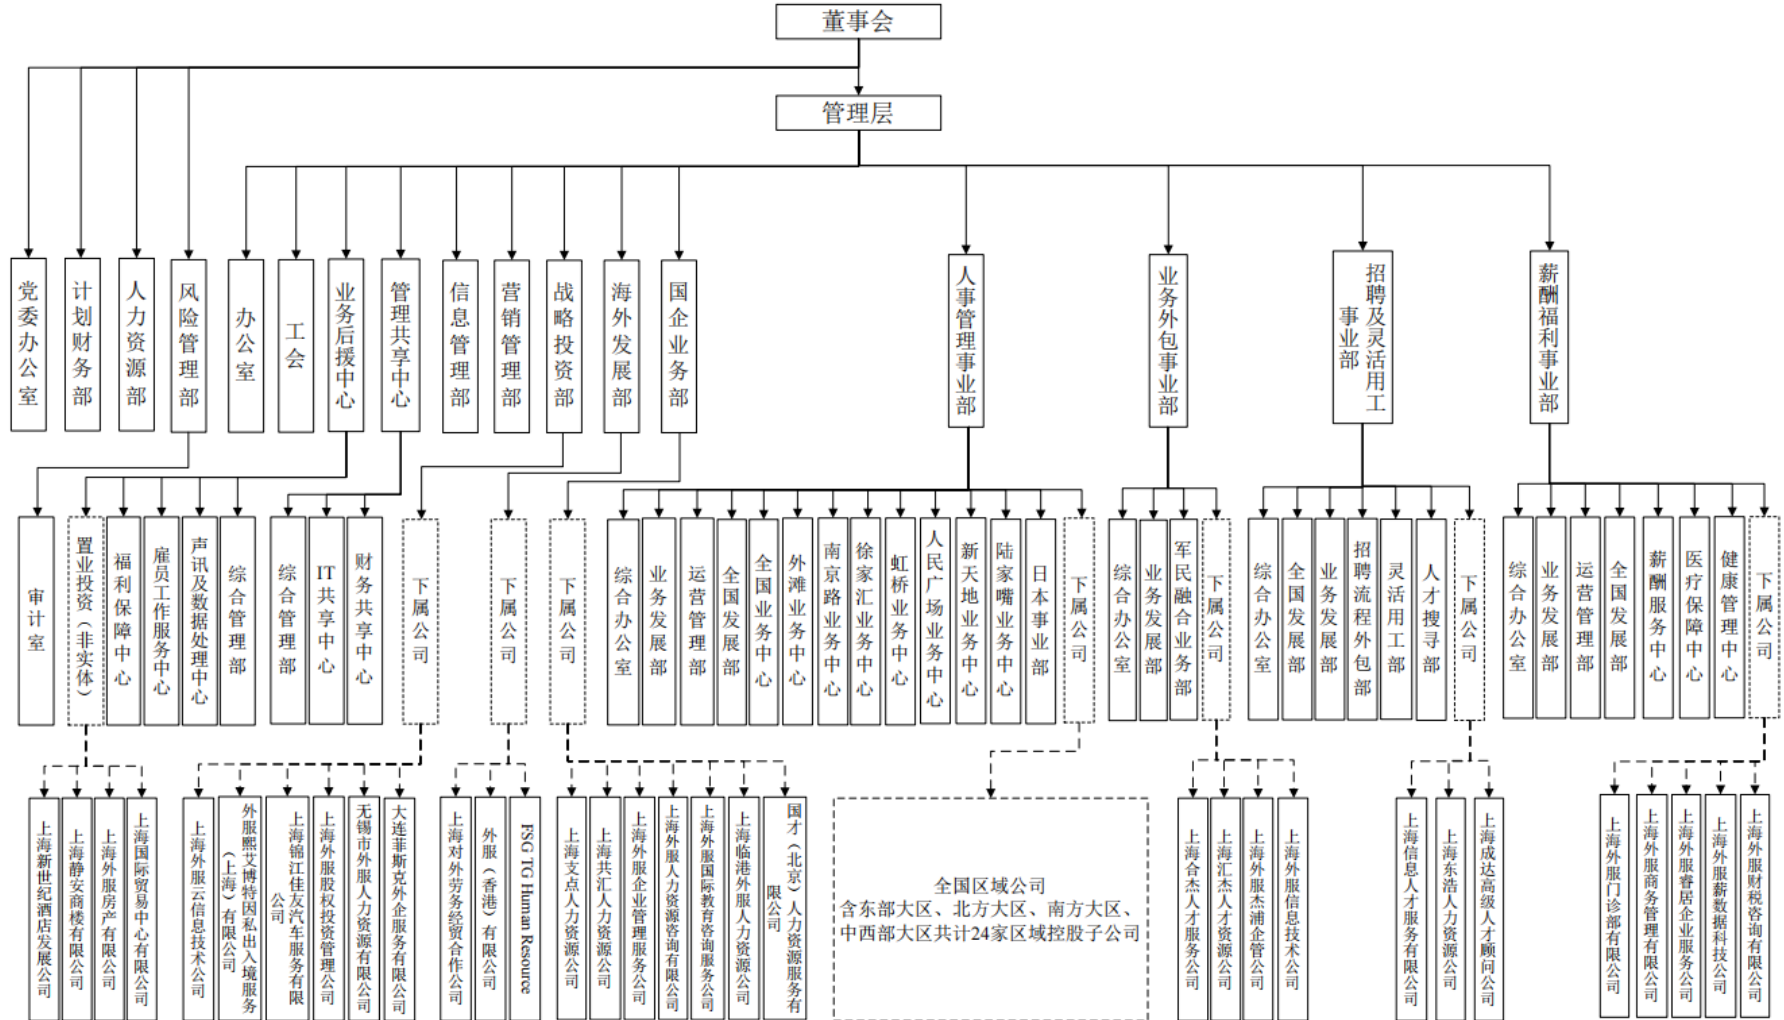 董事会
管理层
党委办公室
计划财务部
人力资源部
风险管理部
办公室
工会
业务后援中心
管理共享中心
信息管理部
营销管理部
战略投资部
海外发展部
国企业务部
人事管理事业部
业务外包事业部
招聘及灵活用工
事业部
薪酬福利事业部
审计室
置业投资（非实体）
福利保障中心
雇员工作服务中心
声讯及数据处理中心
综合管理部
综合管理部
IT共享中心
财务共享中心
下属公司
下属公司
下属公司
综合办公室
业务发展部
运营管理部
全国发展部
全国业务中心
外滩业务中心
南京路业务中心
徐家汇业务中心
虹桥业务中心
人民广场业务中心
新天地业务中心
陆家嘴业务中心
日本事业部
下属公司
综合办公室
业务发展部
军民融合业务部
下属公司
综合办公室
全国发展部
业务发展部
招聘流程外包部
灵活用工部
人才搜寻部
下属公司
综合办公室
业务发展部
运营管理部
全国发展部
薪酬服务中心
医疗保障中心
健康管理中心
下属公司
上海新世纪酒店发展公司
上海静安商楼有限公司
上海外服房产有限公司
上海国际贸易中心有限公司
上海外服云信息技术公司
外服熙艾博特因私出入境服务
（上海）有限公司
上海锦江佳友汽车服务有限
公司
上海外服股权投资管理公司
无锡市外服人力资源有限公司
大连菲斯克外企服务有限公司
上海对外劳务经贸合作公司
外服（香港）有限公司
FSG TG Human Resource
上海支点人力资源公司
上海共汇人力资源公司
上海外服企业管理服务公司
上海外服人力资源咨询有限公司
上海外服国际教育咨询服务公司
上海临港外服人力资源公司
国才（北京）人力资源服务有
限公司
全国区域公司
含东部大区、北方大区、南方大区、
中西部大区共计24家区域控股子公司
上海合杰人才服务公司
上海汇杰人才资源公司
上海外服杰浦企管公司
上海外服信息技术公司
上海信息人才服务有限公司
上海东浩人力资源公司
上海成达高级人才顾问公司
上海外服门诊部有限公司
上海外服商务管理有限公司
上海外服睿居企业服务公司
上海外服薪数据科技公司
上海外服财税咨询有限公司